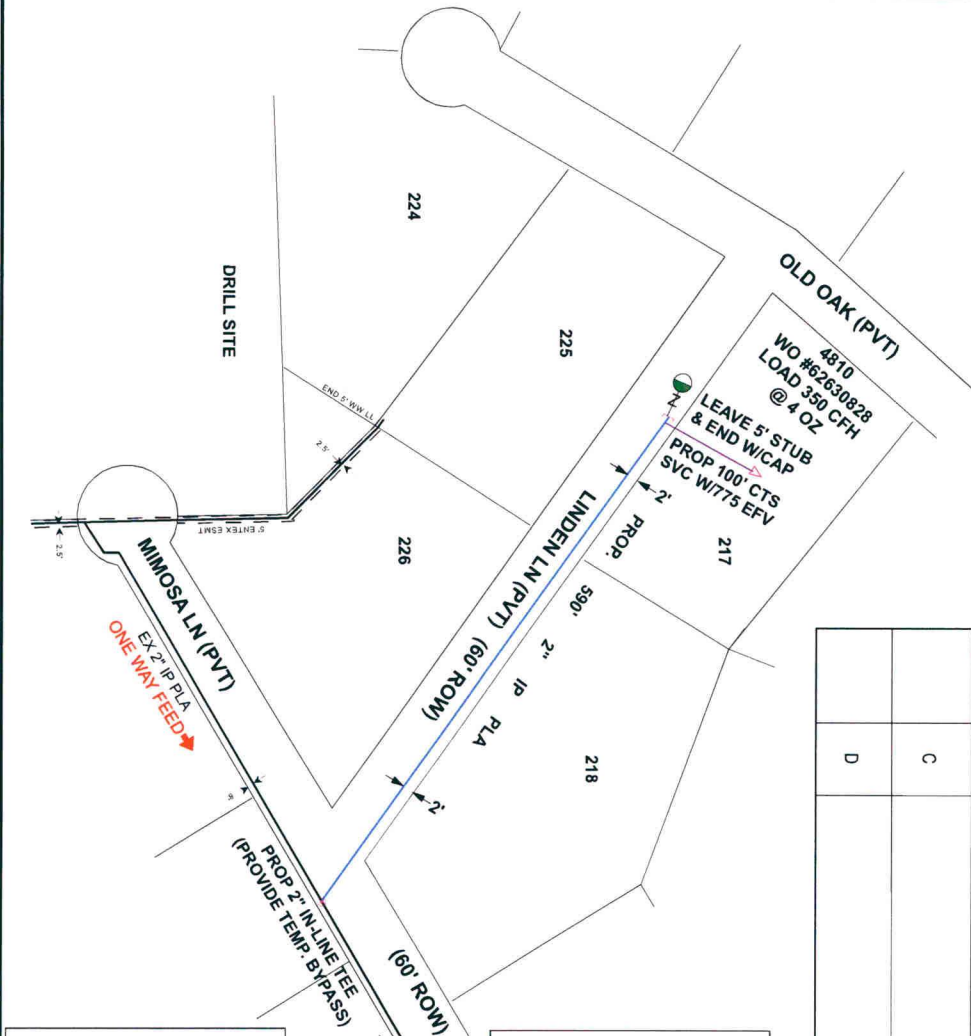 OLD OAK (PVT)
4810
WO #62630828
LOAD 350 CFH
@ 4 OZ
LEAVE 5' STUB
& END W/CAP
PROP 100' CTS
SVC W/775 EFV
224
225
226
217
218
DRILL SITE
END 5' WW LL
2.5'
5' ENTEX ESMT
2.5'
LINDEN LN (PVT) (60' ROW)
2'
PROP. 590' 2" IP PLA
2'
MIMOSA LN (PVT)
EX 2" IP PLA
ONE WAY FEED
PROP 2" IN-LINE TEE
(PROVIDE TEMP. BYPASS)
(60' ROW)
C
D